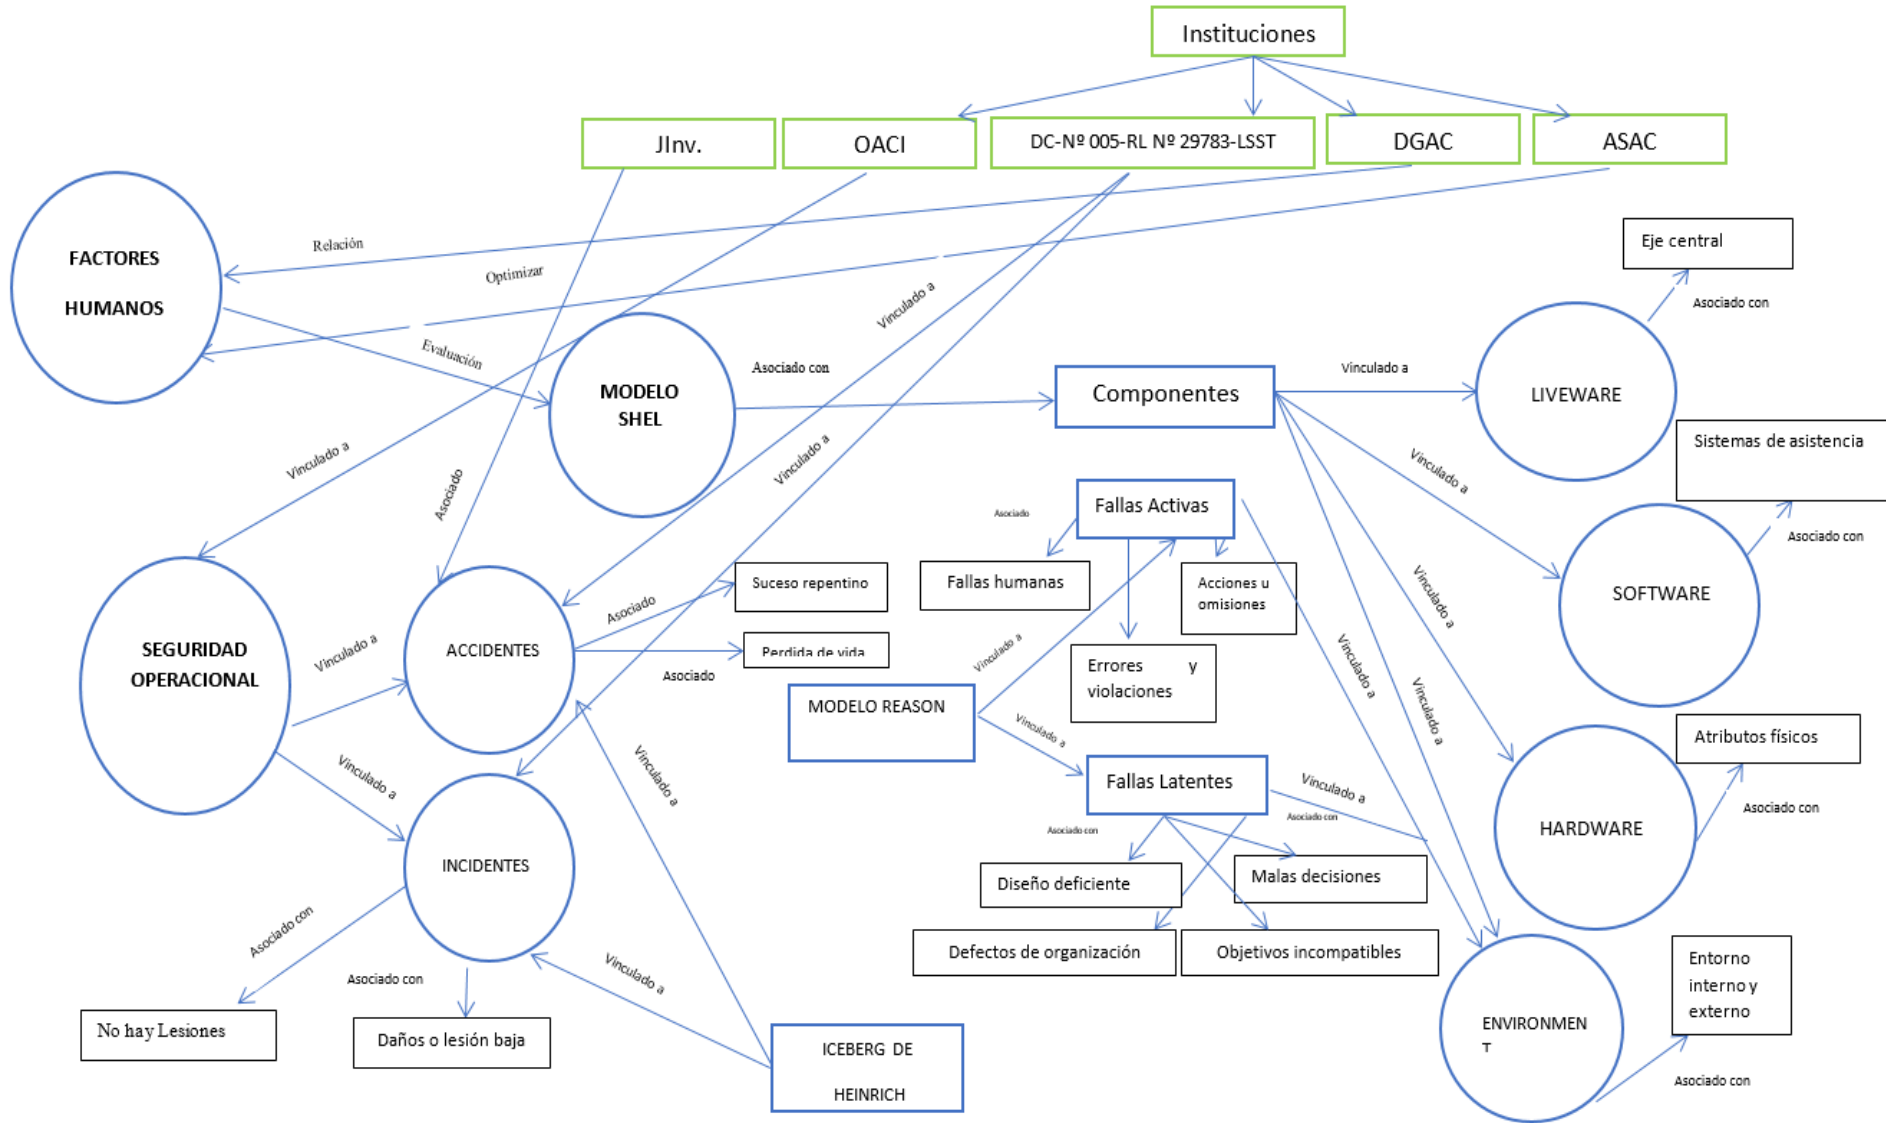 Instituciones
JInv.
OACI
DC-Nº 005-RL Nº 29783-LSST
DGAC
ASAC
FACTORES
HUMANOS
Relación
Optimizar
Evaluación
Vinculado a
Eje central
Asociado con
MODELO
SHEL
Asociado con
Componentes
Vinculado a
LIVEWARE
Vinculado a
Asociado
Vinculado a
Vinculado a
Sistemas de asistencia
Asociado con
Asociado
Fallas Activas
SOFTWARE
Suceso repentino
Fallas humanas
Acciones u
omisiones
Vinculado a
SEGURIDAD
OPERACIONAL
Vinculado a
ACCIDENTES
Asociado
Perdida de vida
Asociado
Vinculado a
Errores y
violaciones
Vinculado a
Vinculado a
MODELO REASON
Vinculado a
Atributos físicos
Vinculado a
Vinculado a
Fallas Latentes
Vinculado a
Asociado con
Asociado con
Asociado con
HARDWARE
INCIDENTES
Diseño deficiente
Malas decisiones
Asociado con
Asociado con
Vinculado a
Defectos de organización
Objetivos incompatibles
Entorno
interno y
externo
No hay Lesiones
Daños o lesión baja
ICEBERG DE
HEINRICH
ENVIRONMEN
T
Asociado con